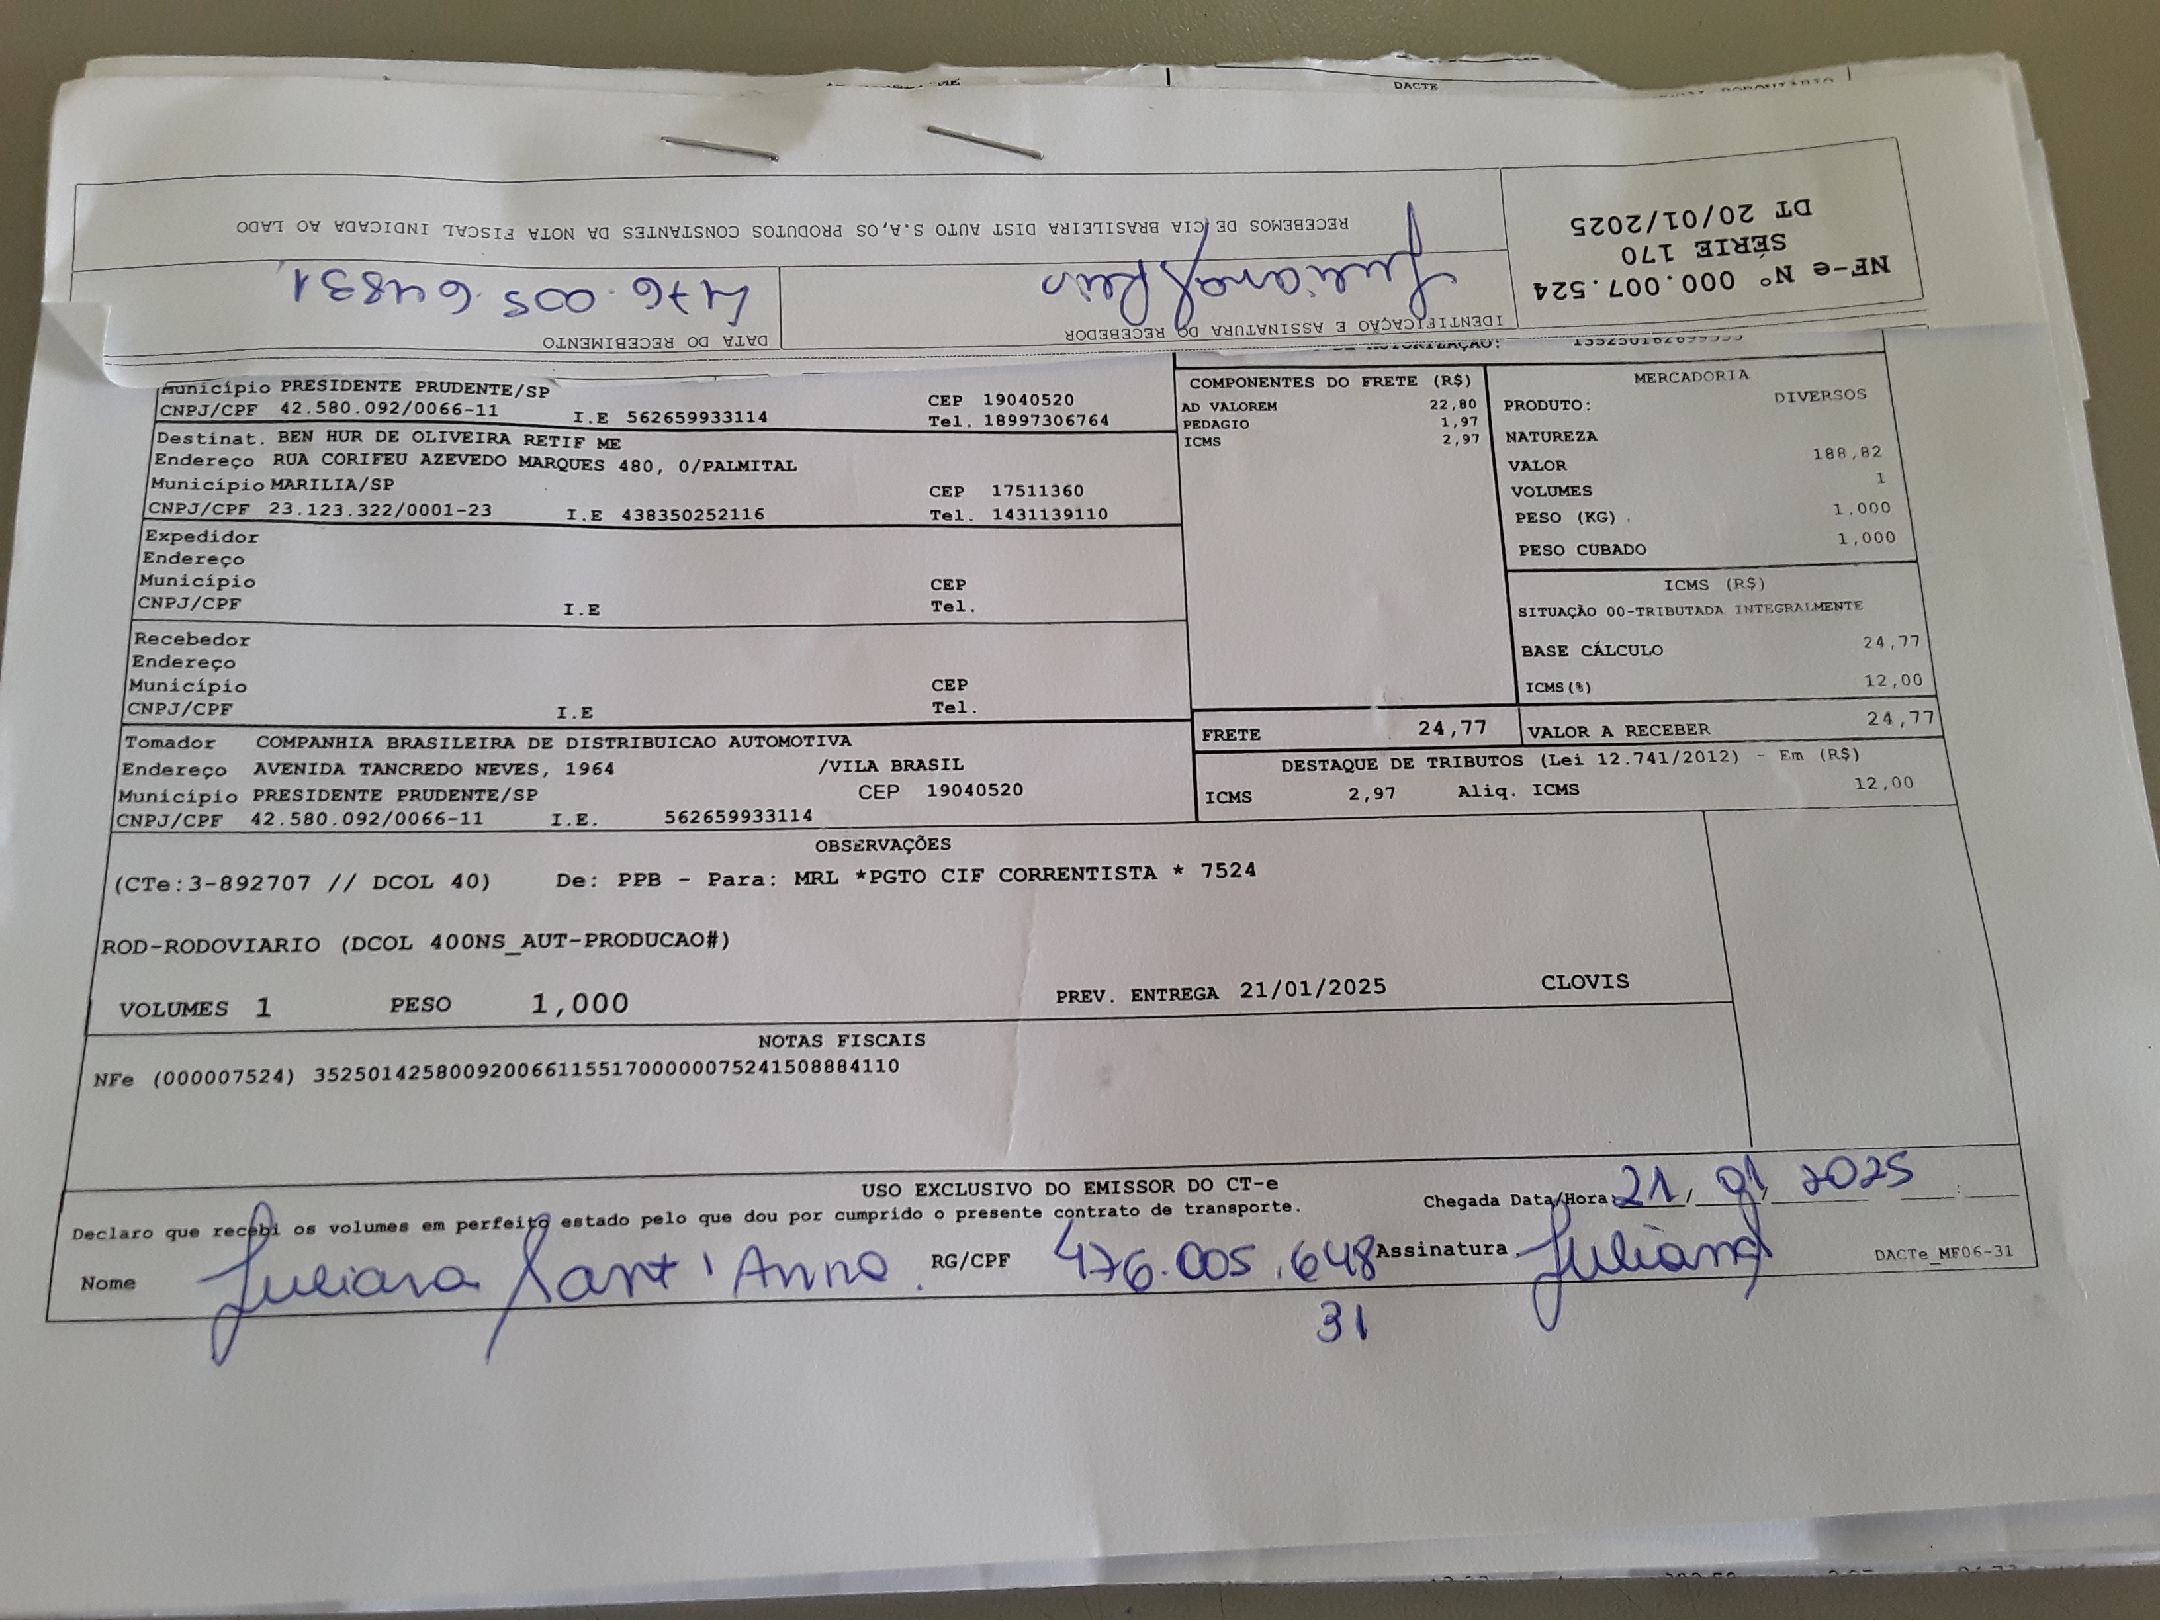 DACTE
NF-e Nº 000.007.524
SÉRIE 170
DT 20/01/2025
IDENTIFICAÇÃO E ASSINATURA DO RECEBEDOR
Juliana Reis
DATA DO RECEBIMENTO
476.005.64831
RECEBEMOS DE CIA BRASILEIRA DIST AUTO S.A,OS PRODUTOS CONSTANTES DA NOTA FISCAL INDICADA AO LADO
Município PRESIDENTE PRUDENTE/SP CEP 19040520
CNPJ/CPF 42.580.092/0066-11 I.E 562659933114 Tel. 18997306764
Destinat. BEN HUR DE OLIVEIRA RETIF ME
Endereço RUA CORIFEU AZEVEDO MARQUES 480, 0/PALMITAL
Município MARILIA/SP CEP 17511360
CNPJ/CPF 23.123.322/0001-23 I.E 438350252116 Tel. 1431139110
Expedidor
Endereço
Município CEP
CNPJ/CPF I.E Tel.
Recebedor
Endereço
Município CEP
CNPJ/CPF I.E Tel.
Tomador COMPANHIA BRASILEIRA DE DISTRIBUICAO AUTOMOTIVA
Endereço AVENIDA TANCREDO NEVES, 1964 /VILA BRASIL
Município PRESIDENTE PRUDENTE/SP CEP 19040520
CNPJ/CPF 42.580.092/0066-11 I.E. 562659933114
COMPONENTES DO FRETE (R$)
AD VALOREM 22,80
PEDAGIO 1,97
ICMS 2,97
FRETE 24,77
MERCADORIA
PRODUTO: DIVERSOS
NATUREZA
VALOR 188,82
VOLUMES 1
PESO (KG) 1,000
PESO CUBADO 1,000
ICMS (R$)
SITUAÇÃO 00-TRIBUTADA INTEGRALMENTE
BASE CÁLCULO 24,77
ICMS(%) 12,00
VALOR A RECEBER 24,77
DESTAQUE DE TRIBUTOS (Lei 12.741/2012) - Em (R$)
ICMS 2,97 Aliq. ICMS 12,00
OBSERVAÇÕES
(CTe:3-892707 // DCOL 40) De: PPB - Para: MRL *PGTO CIF CORRENTISTA * 7524
ROD-RODOVIARIO (DCOL 400NS_AUT-PRODUCAO#)
VOLUMES 1 PESO 1,000 PREV. ENTREGA 21/01/2025 CLOVIS
NOTAS FISCAIS
NFe (000007524) 35250142580092006611551700000075241508884110
USO EXCLUSIVO DO EMISSOR DO CT-e
Declaro que recebi os volumes em perfeito estado pelo que dou por cumprido o presente contrato de transporte.
Chegada Data/Hora: 21/01/2025
Nome Juliana Sant'Anna. RG/CPF 476.005.648 31 Assinatura Juliana
DACTe_MF06-31